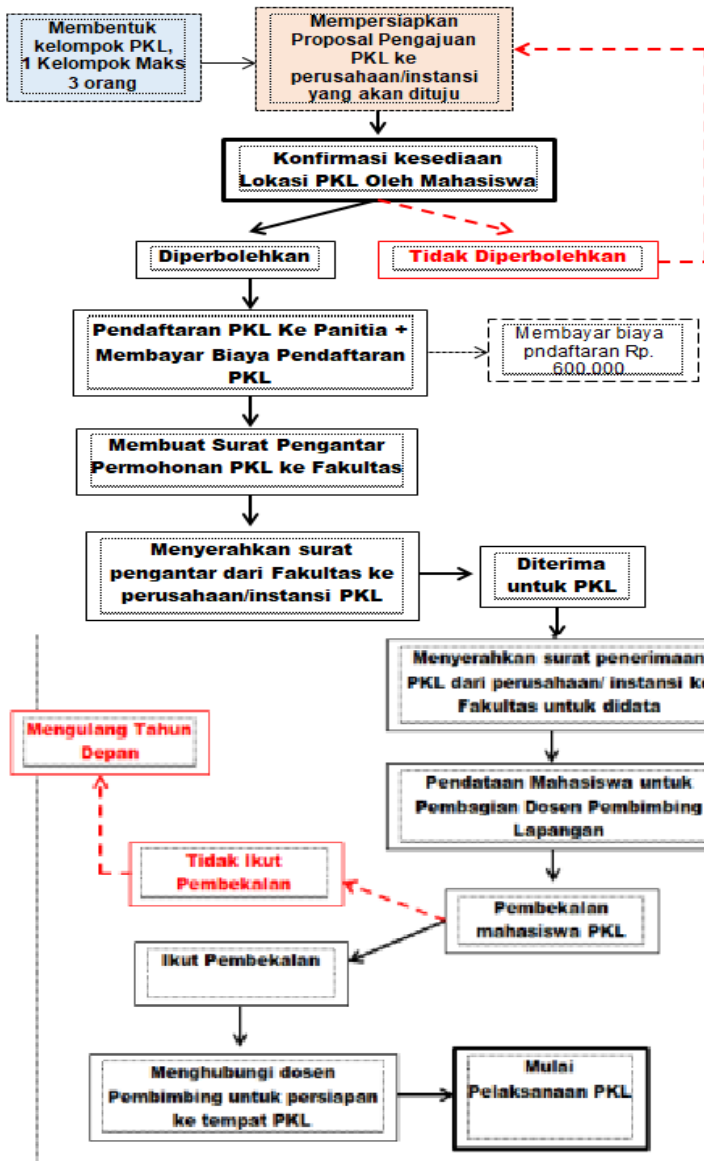 Membentuk
kelompok PKL,
1 Kelompok Maks
3 orang
Mempersiapkan
Proposal Pengajuan
PKL ke
perusahaan/instansi
yang akan dituju
Konfirmasi kesediaan
Lokasi PKL Oleh Mahasiswa
Diperbolehkan
Tidak Diperbolehkan
Pendaftaran PKL Ke Panitia +
Membayar Biaya Pendaftaran
PKL
Membayar biaya
pndaftaran Rp.
600.000
Membuat Surat Pengantar
Permohonan PKL ke Fakultas
Menyerahkan surat
pengantar dari Fakultas ke
perusahaan/instansi PKL
Diterima
untuk PKL
Menyerahkan surat penerimaan
PKL dari perusahaan/ instansi ke
Fakultas untuk didata
Mengulang Tahun
Depan
Pendataan Mahasiswa untuk
Pembagian Dosen Pembimbing
Lapangan
Tidak Ikut
Pembekalan
Pembekalan
mahasiswa PKL
Ikut Pembekalan
Menghubungi dosen
Pembimbing untuk persiapan
ke tempat PKL
Mulai
Pelaksanaan PKL